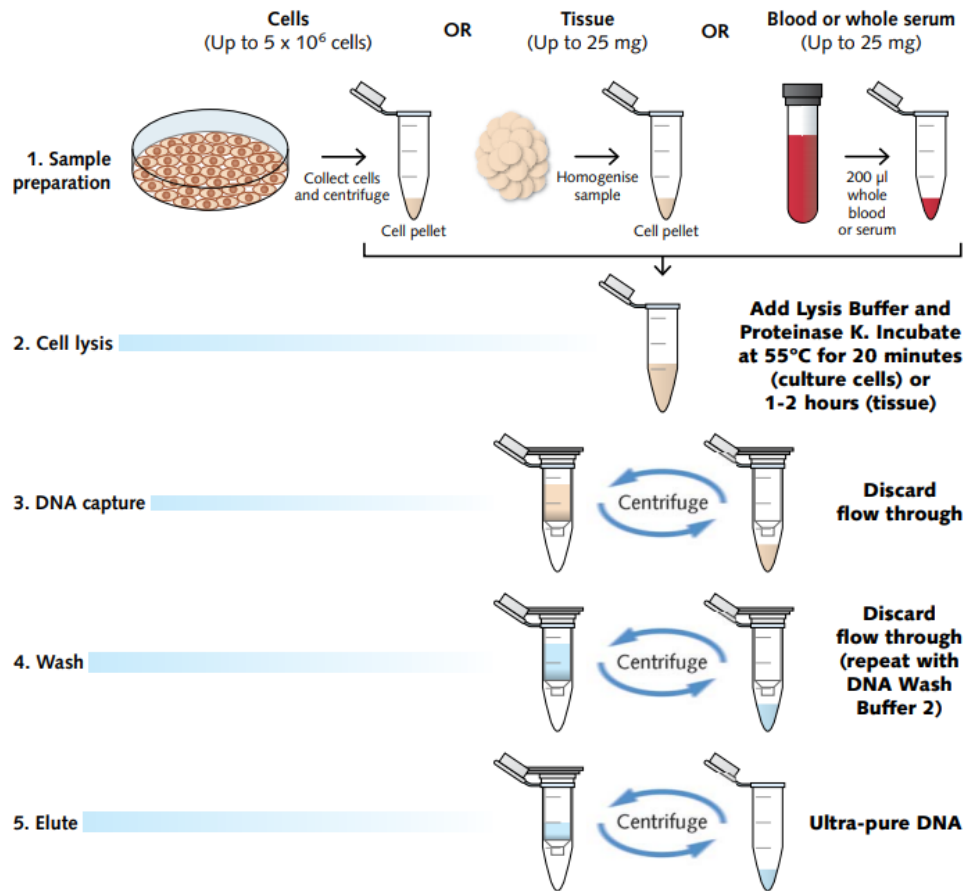 Cells
(Up to 5 x 10⁶ cells)
OR
Tissue
(Up to 25 mg)
OR
Blood or whole serum
(Up to 25 mg)
1. Sample
preparation
Collect cells
and centrifuge
Cell pellet
Homogenise
sample
Cell pellet
200 µl
whole
blood
or serum
2. Cell lysis
Add Lysis Buffer and
Proteinase K. Incubate
at 55°C for 20 minutes
(culture cells) or
1-2 hours (tissue)
3. DNA capture
Centrifuge
Discard
flow through
4. Wash
Centrifuge
Discard
flow through
(repeat with
DNA Wash
Buffer 2)
5. Elute
Centrifuge
Ultra-pure DNA